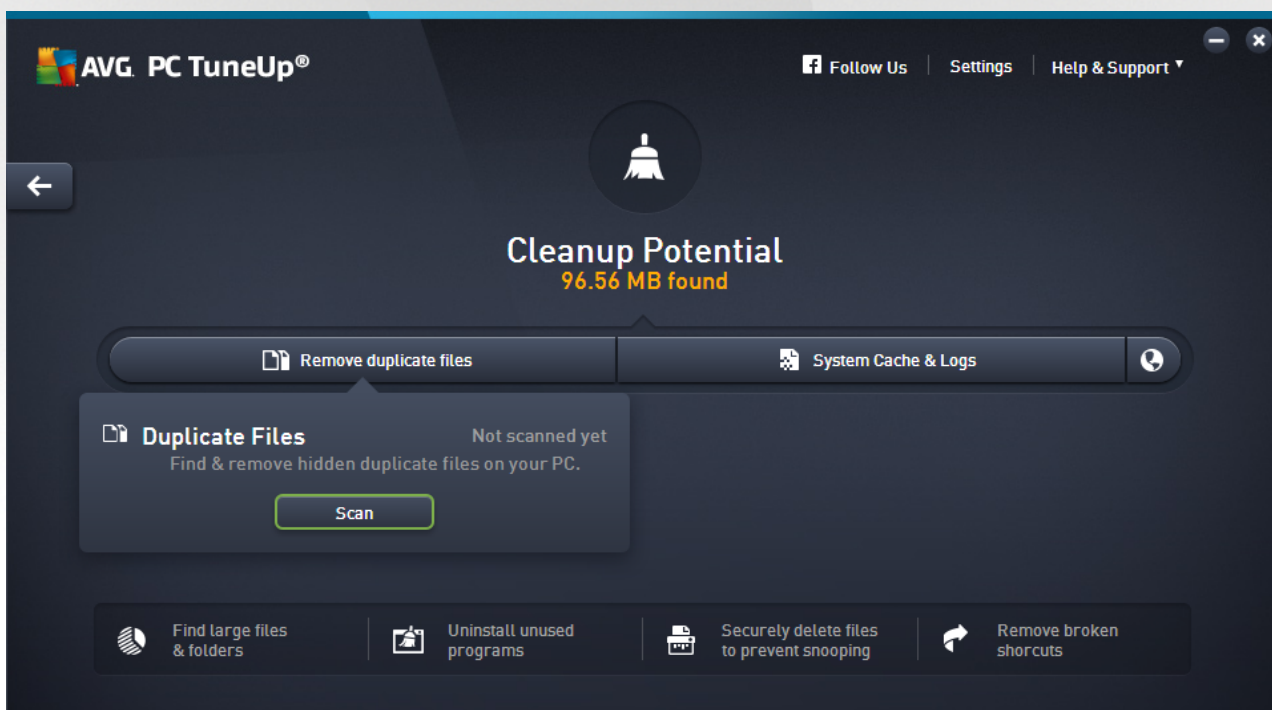 AVG. PC TuneUp®
Follow Us
Settings
Help & Support
Cleanup Potential
96.56 MB found
Remove duplicate files
System Cache & Logs
Duplicate Files
Not scanned yet
Find & remove hidden duplicate files on your PC.
Scan
Find large files
& folders
Uninstall unused
programs
Securely delete files
to prevent snooping
Remove broken
shorcuts